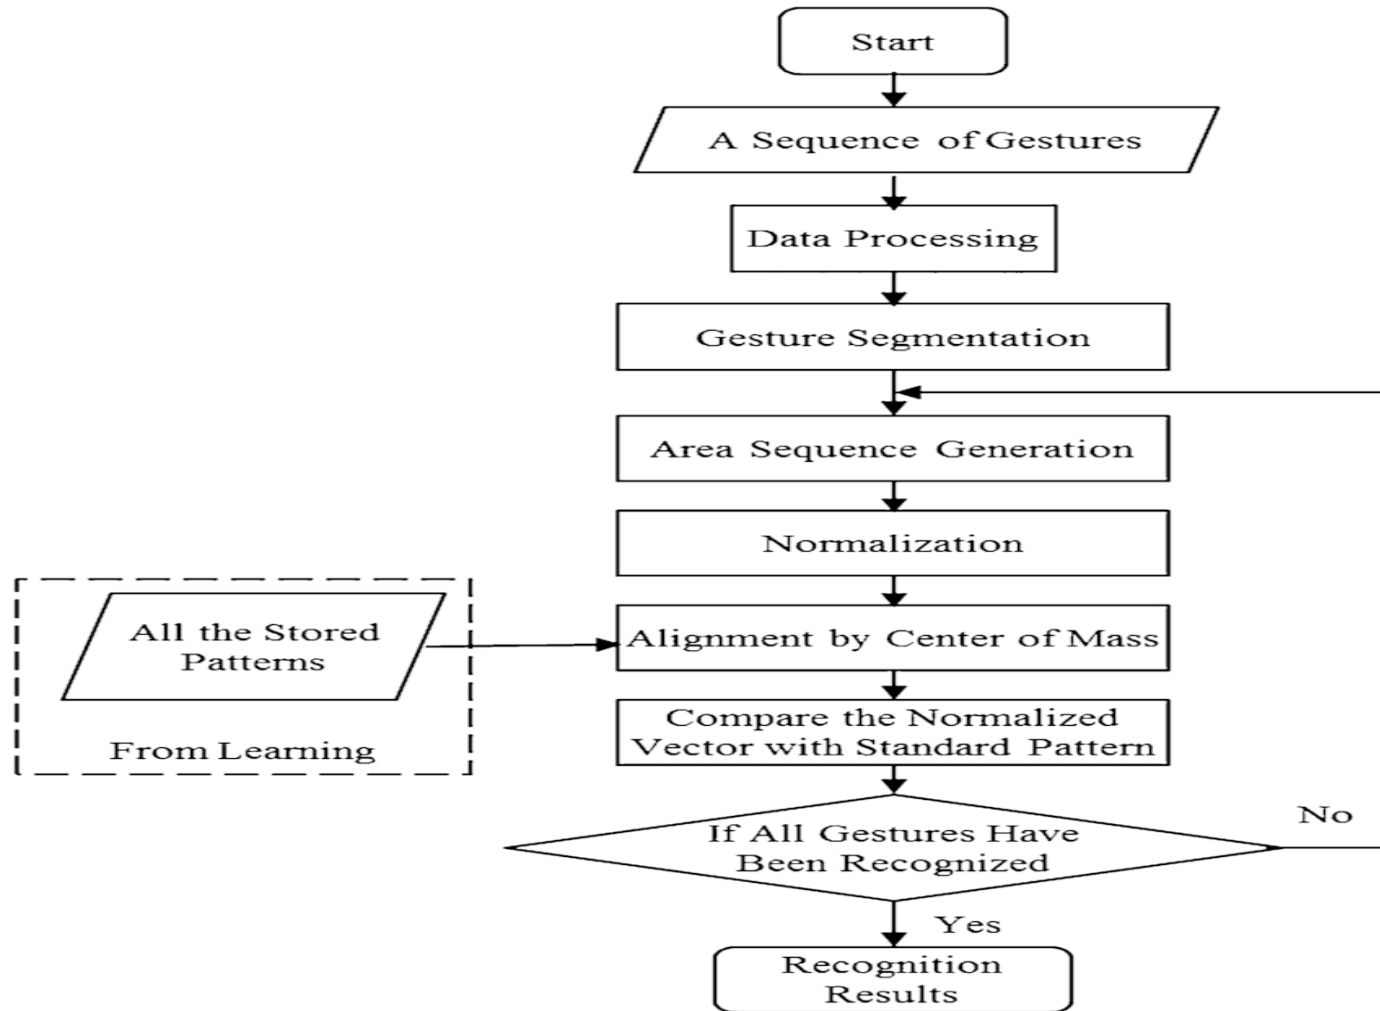 Start
A Sequence of Gestures
Data Processing
Gesture Segmentation
Area Sequence Generation
Normalization
All the Stored
Patterns
From Learning
Alignment by Center of Mass
Compare the Normalized
Vector with Standard Pattern
If All Gestures Have
Been Recognized
No
Yes
Recognition
Results